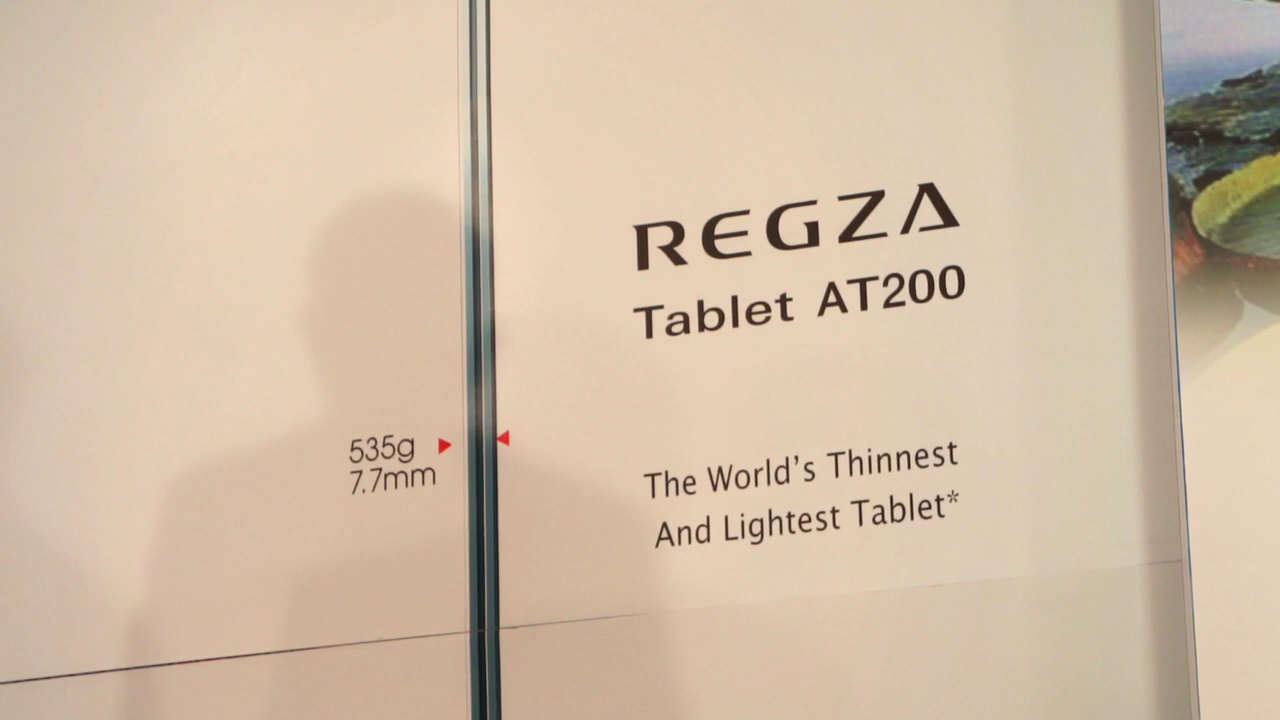 REGZA
Tablet AT200
535g
7.7mm
The World's Thinnest
And Lightest Tablet*